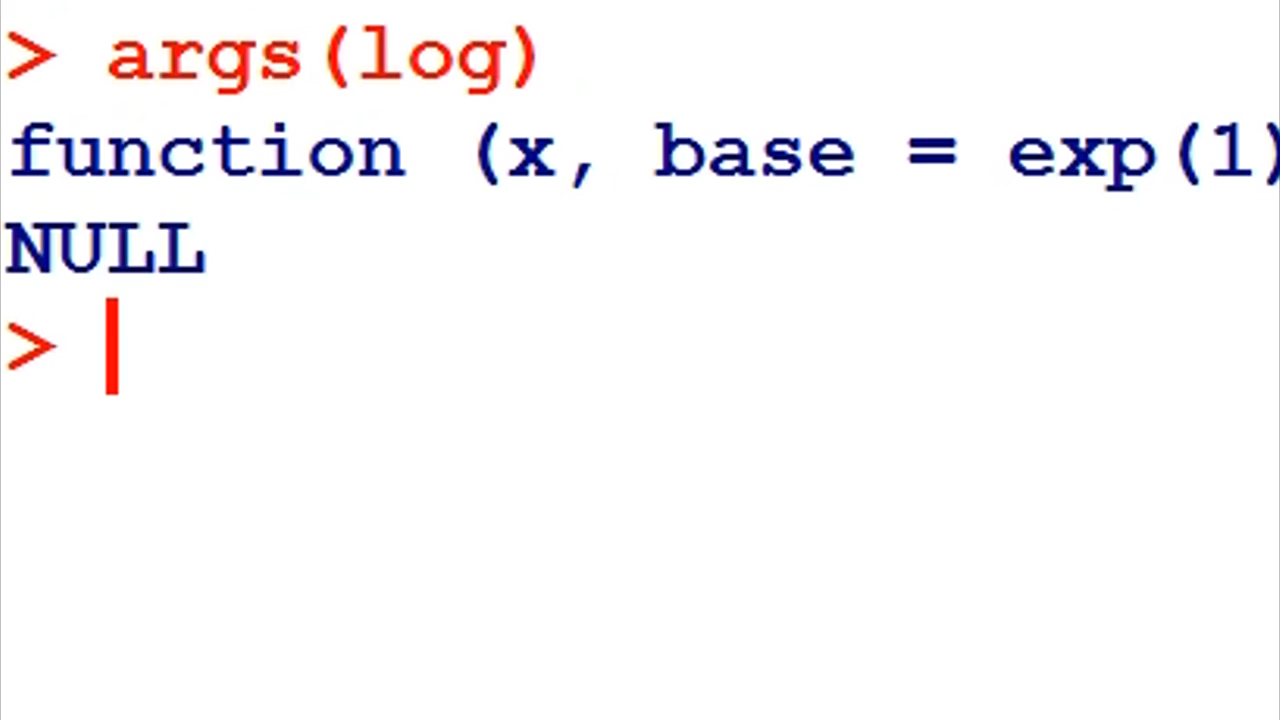 > args(log)
function (x, base = exp(1)
NULL
>